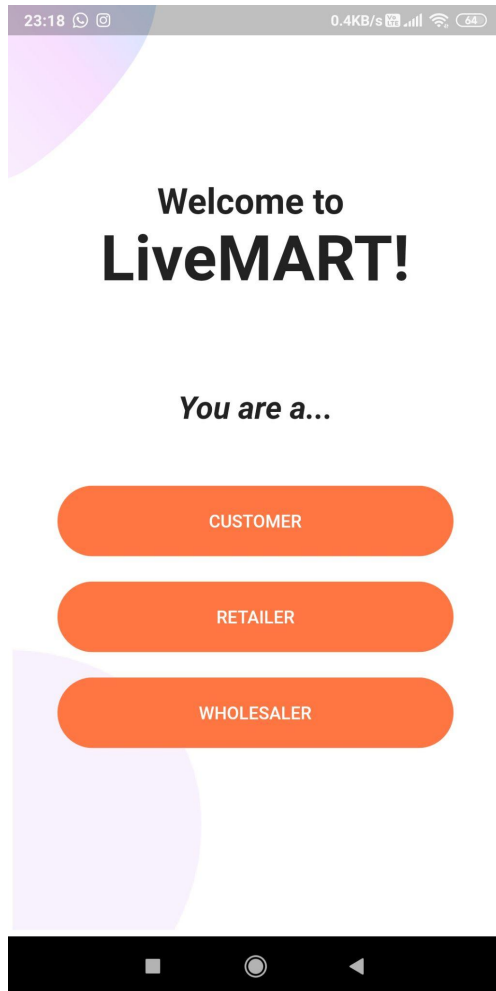 23:18 0.4KB/s 64
Welcome to
LiveMART!
You are a...
CUSTOMER
RETAILER
WHOLESALER